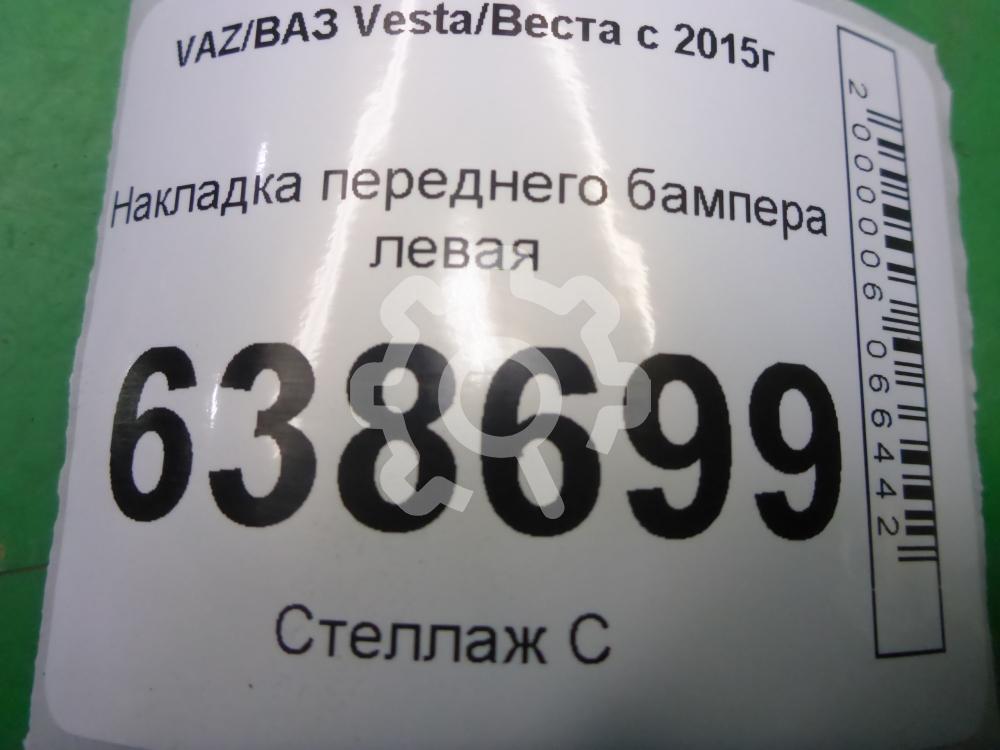 VAZ/ВАЗ Vesta/Веста с 2015г
Накладка переднего бампера
левая
638699
Стеллаж С
2000006066442